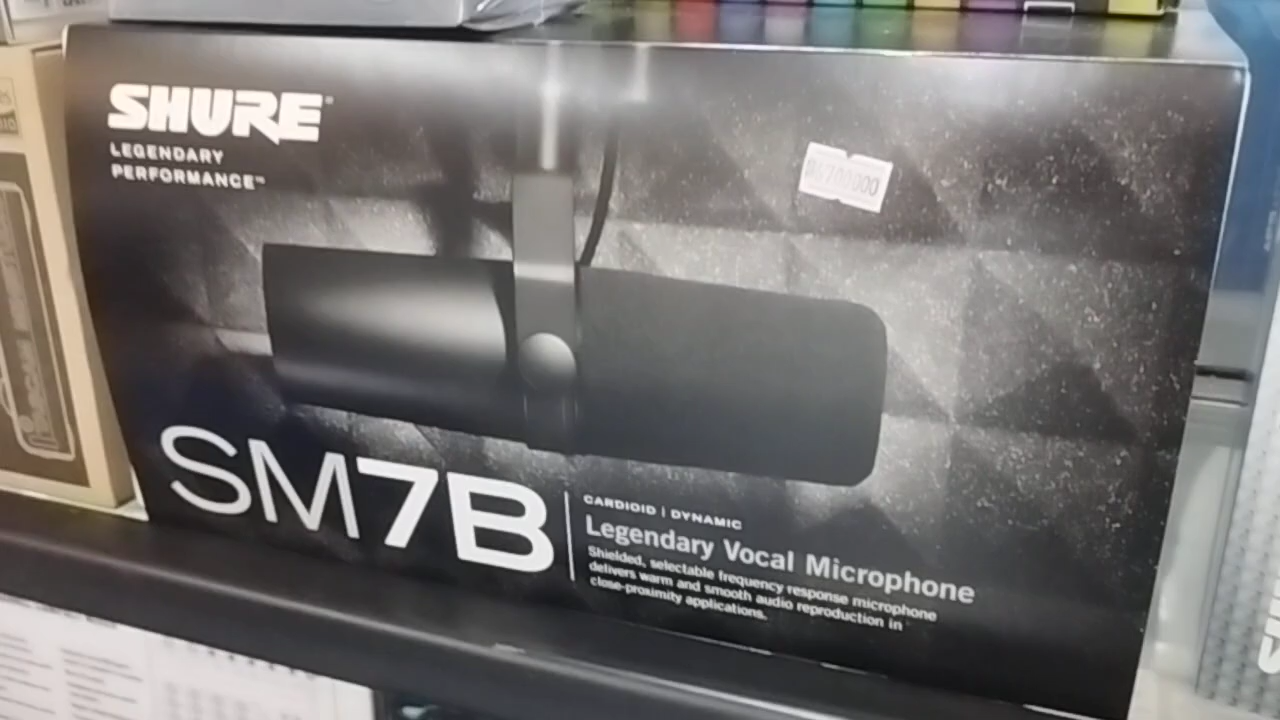 SHURE
LEGENDARY
PERFORMANCE™
SM7B
CARDIOID | DYNAMIC
Legendary Vocal Microphone
Shielded, selectable frequency response microphone
delivers warm and smooth audio reproduction in
close-proximity applications.